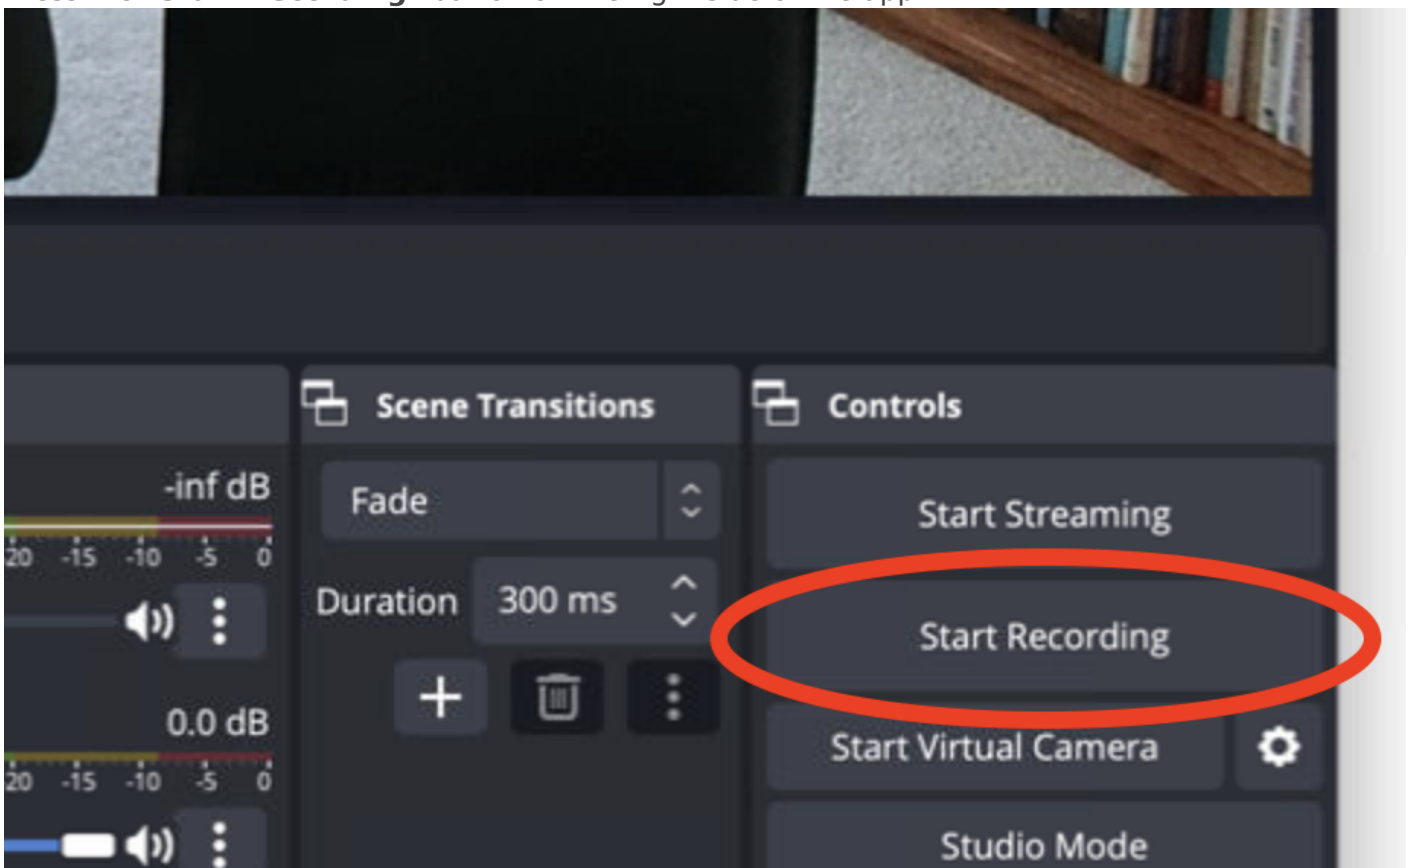 Scene Transitions
Controls
-inf dB
Fade
Start Streaming
20 -15 -10 -5 0
Duration 300 ms
Start Recording
0.0 dB
Start Virtual Camera
20 -15 -10 -5 0
Studio Mode